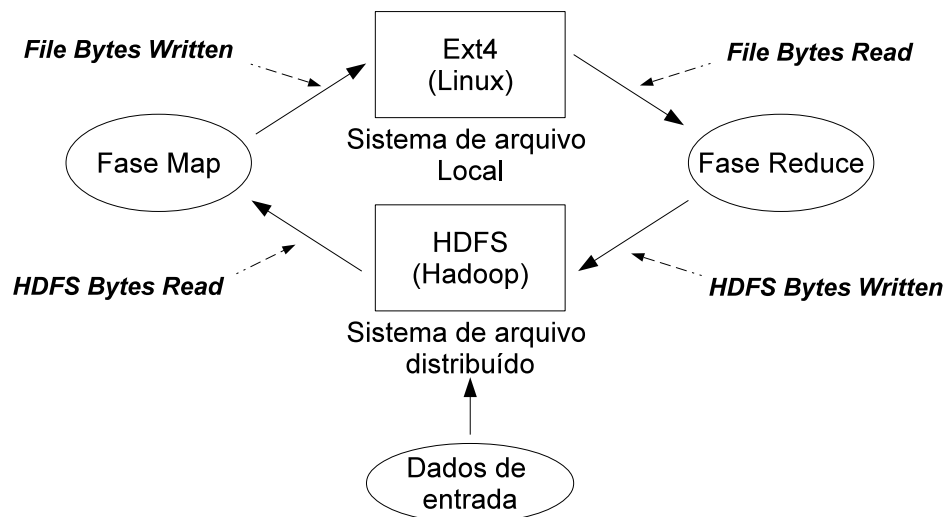 File Bytes Written
Ext4
(Linux)
File Bytes Read
Sistema de arquivo
Local
Fase Map
Fase Reduce
HDFS
(Hadoop)
HDFS Bytes Read
HDFS Bytes Written
Sistema de arquivo
distribuído
Dados de
entrada